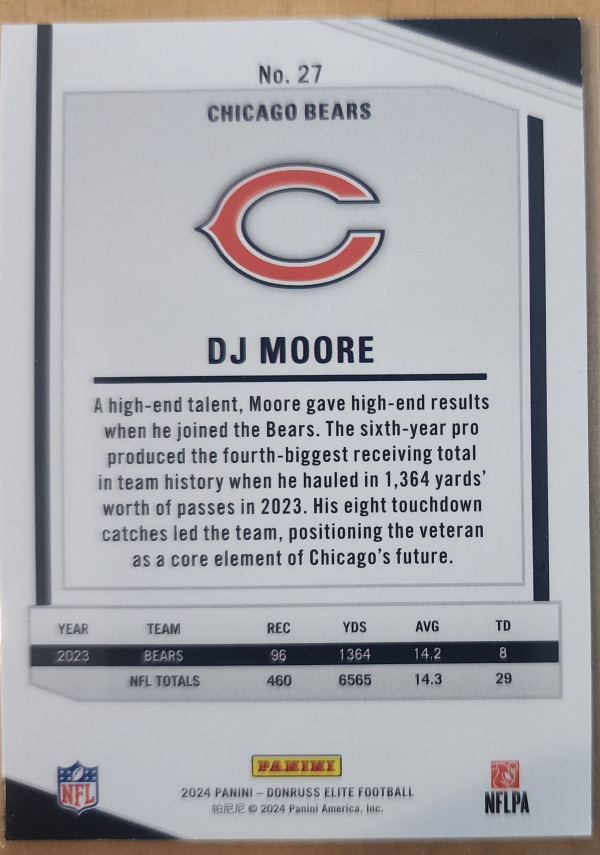 No. 27
CHICAGO BEARS
DJ MOORE
A high-end talent, Moore gave high-end results
when he joined the Bears. The sixth-year pro
produced the fourth-biggest receiving total
in team history when he hauled in 1,364 yards'
worth of passes in 2023. His eight touchdown
catches led the team, positioning the veteran
as a core element of Chicago's future.
YEAR TEAM REC YDS AVG TD
2023 BEARS 96 1364 14.2 8
NFL TOTALS 460 6565 14.3 29
PANINI
NFL
2024 PANINI – DONRUSS ELITE FOOTBALL
帕尼尼 © 2024 Panini America, Inc.
NFLPA